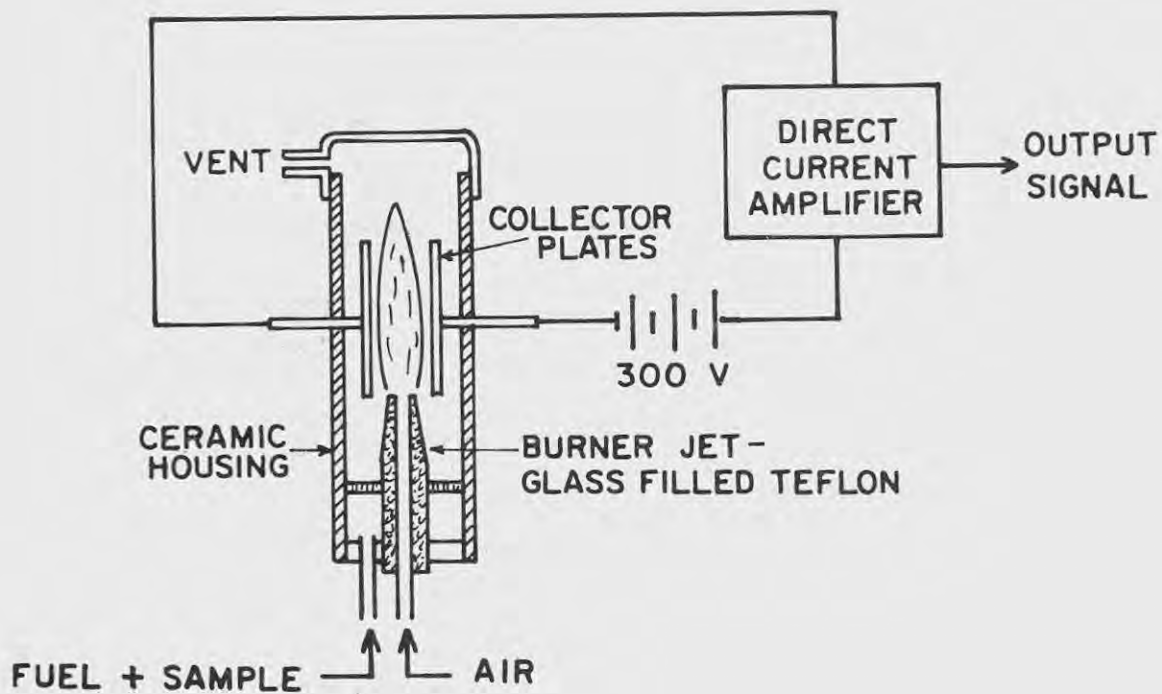 VENT
COLLECTOR
PLATES
DIRECT
CURRENT
AMPLIFIER
OUTPUT
SIGNAL
300 V
CERAMIC
HOUSING
BURNER JET-
GLASS FILLED TEFLON
FUEL + SAMPLE
AIR